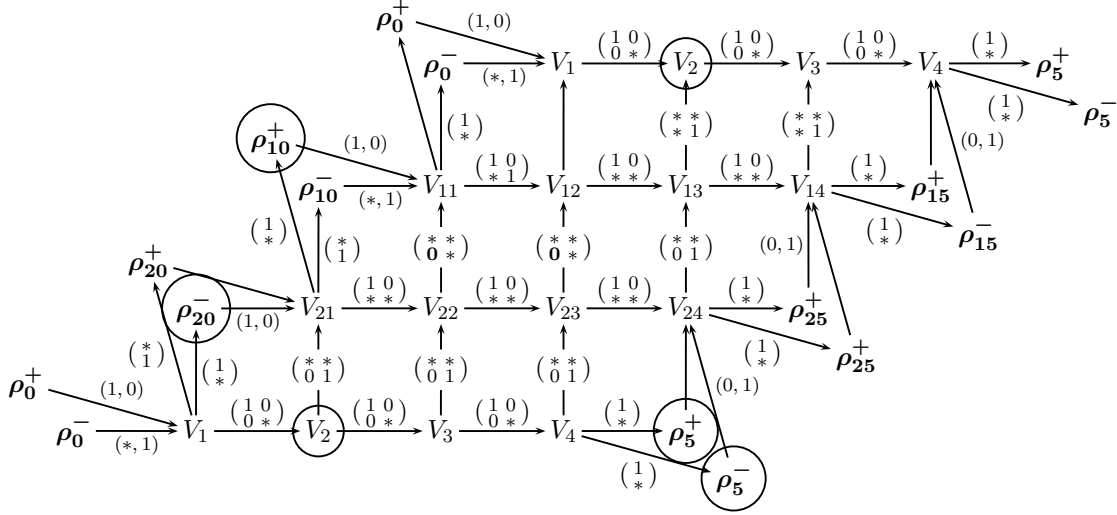 ρ₀⁺ (1, 0)
ρ₀⁻ (∗, 1) V₁ (1 0 / 0 ∗) V₂ (1 0 / 0 ∗) V₃ (1 0 / 0 ∗) V₄ (1 / ∗) ρ₅⁺
(1 / ∗) ρ₅⁻
(1 / ∗) (∗ ∗ / ∗ 1) (∗ ∗ / ∗ 1) (0, 1)
ρ₁₀⁺ (1, 0)
ρ₁₀⁻ (∗, 1) V₁₁ (1 0 / ∗ 1) V₁₂ (1 0 / ∗ ∗) V₁₃ (1 0 / ∗ ∗) V₁₄ (1 / ∗) ρ₁₅⁺
(1 / ∗) ρ₁₅⁻
(1 / ∗) (∗ / 1) (∗ ∗ / 0 ∗) (∗ ∗ / 0 ∗) (∗ ∗ / 0 1) (0, 1)
ρ₂₀⁺
ρ₂₀⁻ (1, 0) V₂₁ (1 0 / ∗ ∗) V₂₂ (1 0 / ∗ ∗) V₂₃ (1 0 / ∗ ∗) V₂₄ (1 / ∗) ρ₂₅⁺
(1 / ∗) ρ₂₅⁺
(∗ / 1) (1 / ∗) (∗ ∗ / 0 1) (∗ ∗ / 0 1) (∗ ∗ / 0 1) (0, 1)
ρ₀⁺ (1, 0)
ρ₀⁻ (∗, 1) V₁ (1 0 / 0 ∗) V₂ (1 0 / 0 ∗) V₃ (1 0 / 0 ∗) V₄ (1 / ∗) ρ₅⁺
(1 / ∗) ρ₅⁻